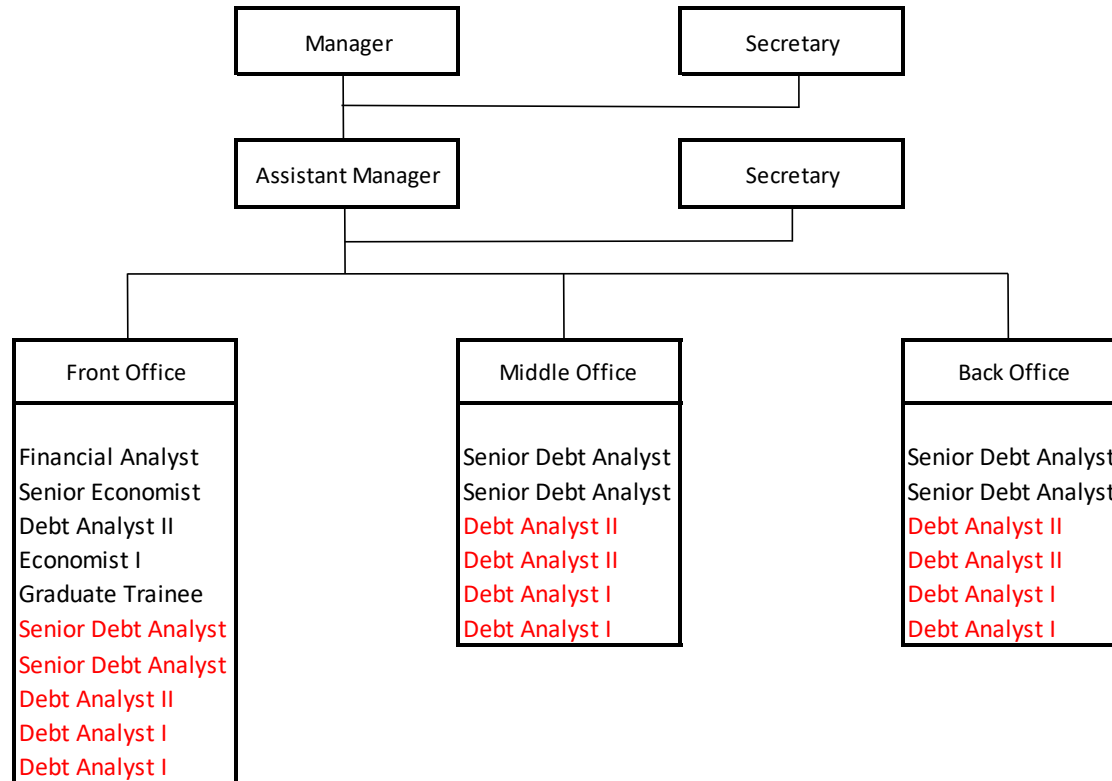 Manager
Secretary
Assistant Manager
Secretary
Front Office
Financial Analyst
Senior Economist
Debt Analyst II
Economist I
Graduate Trainee
Senior Debt Analyst
Senior Debt Analyst
Debt Analyst II
Debt Analyst I
Debt Analyst I
Middle Office
Senior Debt Analyst
Senior Debt Analyst
Debt Analyst II
Debt Analyst II
Debt Analyst I
Debt Analyst I
Back Office
Senior Debt Analyst
Senior Debt Analyst
Debt Analyst II
Debt Analyst II
Debt Analyst I
Debt Analyst I